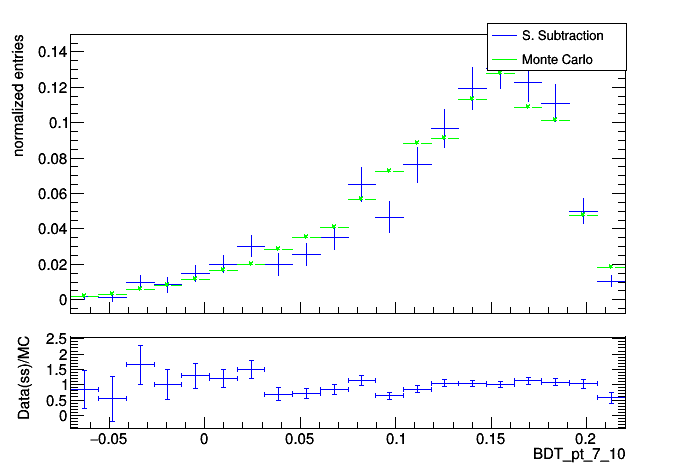 S. Subtraction
Monte Carlo
normalized entries
0.14
0.12
0.1
0.08
0.06
0.04
0.02
0
Data(ss)/MC
2.5
2
1.5
1
0.5
0
−0.05 0 0.05 0.1 0.15 0.2
BDT_pt_7_10